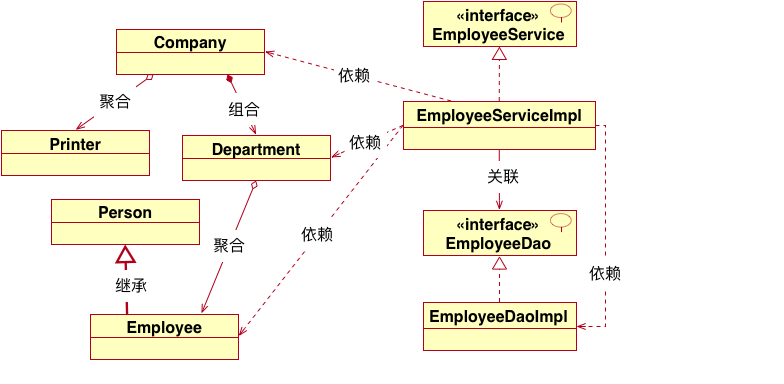 «interface»
EmployeeService
Company
依赖
聚合
组合
EmployeeServiceImpl
Printer
Department
依赖
关联
Person
«interface»
EmployeeDao
依赖
聚合
继承
依赖
Employee
EmployeeDaoImpl